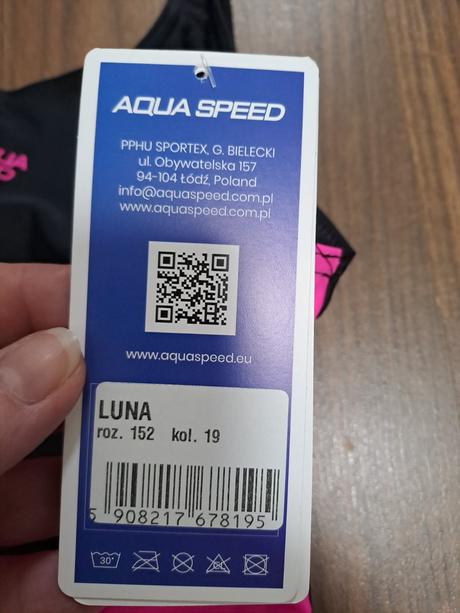 AQUA SPEED
PPHU SPORTEX, G. BIELECKI
ul. Obywatelska 157
94-104 Łódź, Poland
info@aquaspeed.com.pl
www.aquaspeed.com.pl
www.aquaspeed.eu
LUNA
roz. 152 kol. 19
5 908217 678195
30°